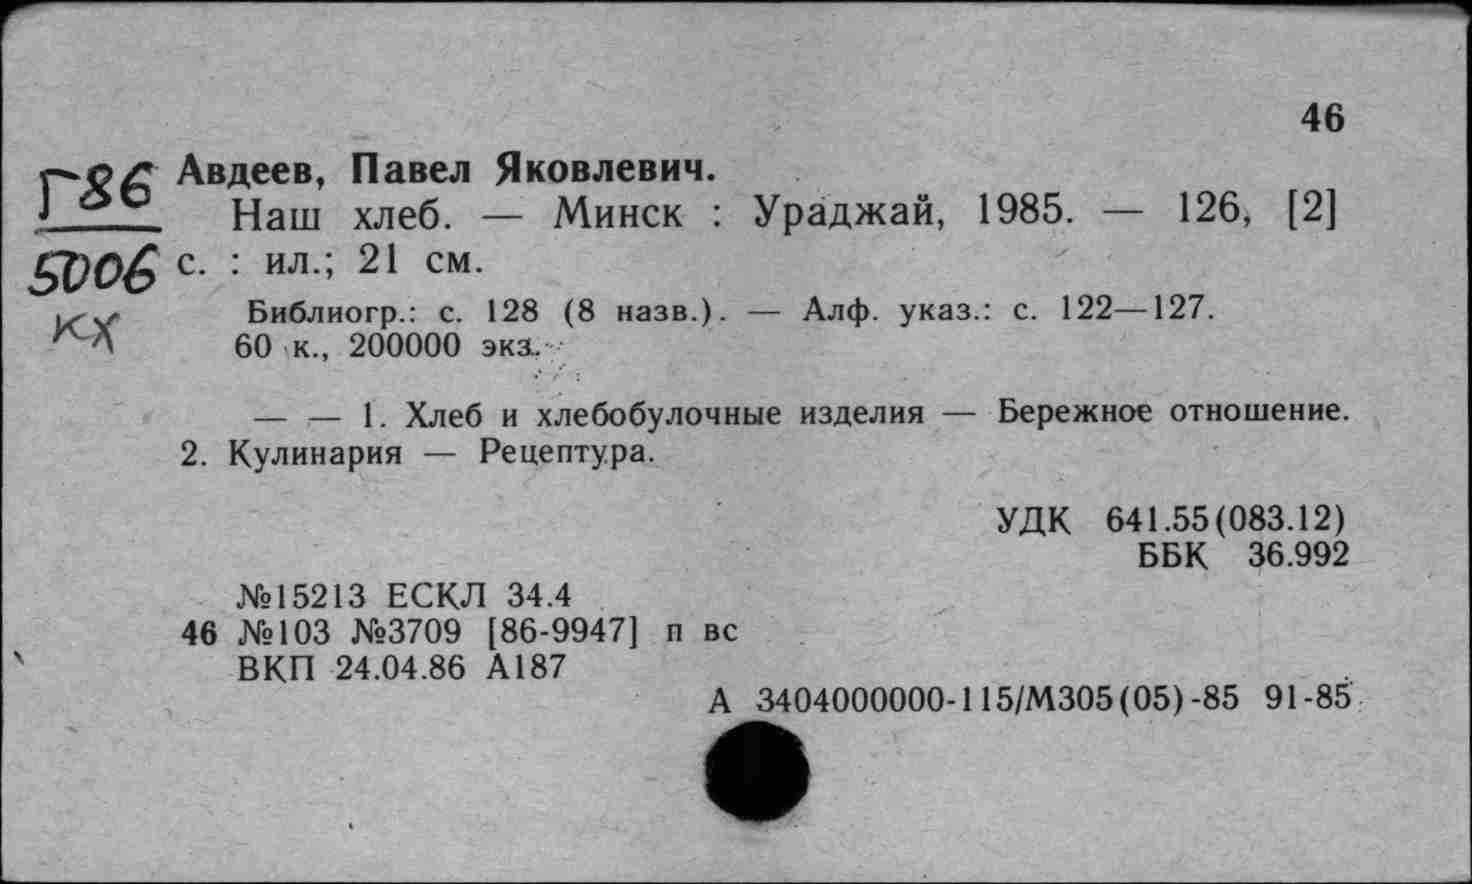 46
Г86 Авдеев, Павел Яковлевич.
Наш хлеб. — Минск : Ураджай, 1985. — 126, [2]
5006 с. : ил.; 21 см.
КХ Библиогр.: с. 128 (8 назв.). — Алф. указ.: с. 122—127.
60 к., 200000 экз.
— — 1. Хлеб и хлебобулочные изделия — Бережное отношение.
2. Кулинария — Рецептура.
УДК 641.55(083.12)
ББК 36.992
№15213 ЕСКЛ 34.4
46 №103 №3709 [86-9947] п вс
ВКП 24.04.86 А187
А 3404000000-115/М305(05)-85 91-85